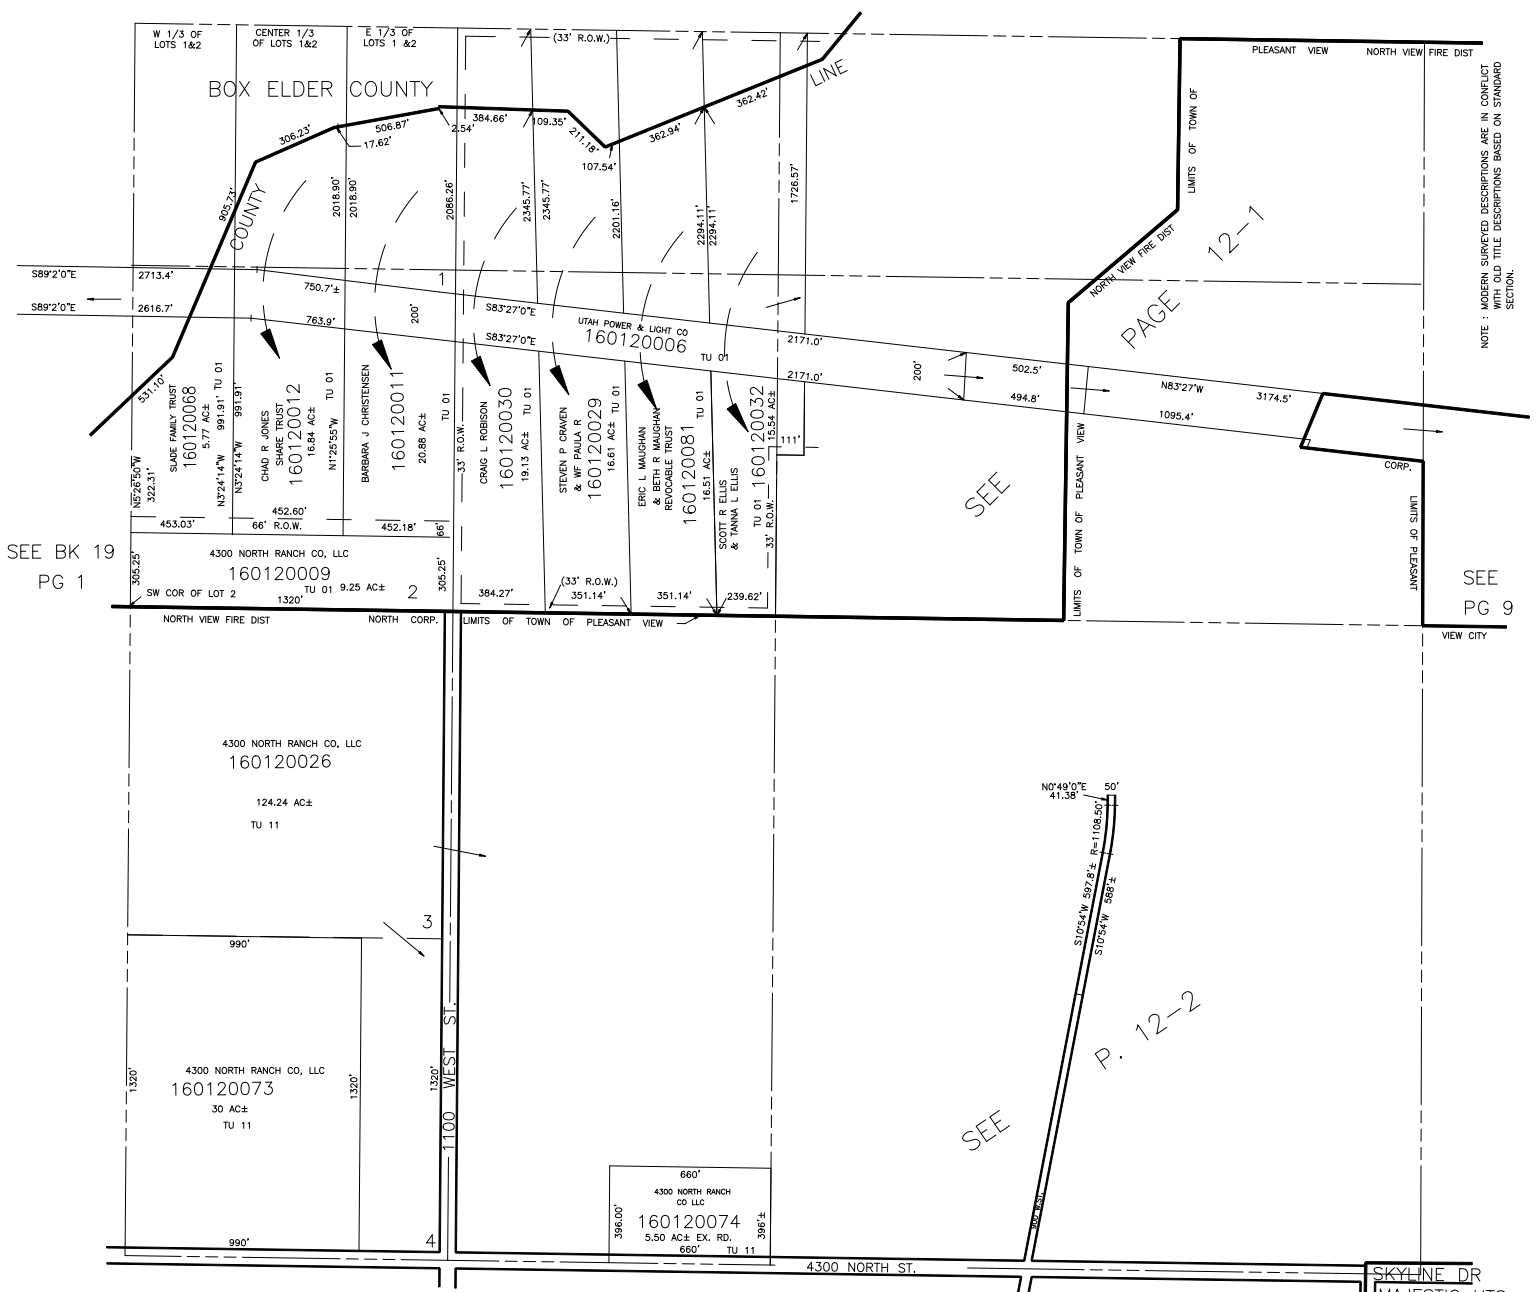 W 1/3 OF
LOTS 1&2
CENTER 1/3
OF LOTS 1&2
E 1/3 OF
LOTS 1 &2
(33' R.O.W.)
BOX ELDER COUNTY
COUNTY
LINE
PLEASANT VIEW
NORTH VIEW FIRE DIST
LIMITS OF TOWN OF
NORTH VIEW FIRE DIST
NOTE : MODERN SURVEYED DESCRIPTIONS ARE IN CONFLICT
WITH OLD TITLE DESCRIPTIONS BASED ON STANDARD
SECTION.
SEE PAGE 12-1
531.10'
905.73'
306.23'
17.62'
506.87'
2.54'
384.66'
109.35'
211.18'
107.54'
362.94'
362.42'
2018.90'
2018.90'
2086.26'
2345.77'
2345.77'
2201.16'
2294.11'
2294.11'
1726.57'
S89°2'0"E
2713.4'
S89°2'0"E
2616.7'
750.7'±
763.9'
200'
1
S83°27'0"E
S83°27'0"E
UTAH POWER & LIGHT CO
160120006
TU 01
2171.0'
2171.0'
200'
502.5'
494.8'
N83°27'W
3174.5'
1095.4'
CORP.
LIMITS OF PLEASANT
LIMITS OF TOWN OF PLEASANT VIEW
SLADE FAMILY TRUST
160120068
5.77 AC±
TU 01
991.91'
N3°24'14"W
991.91'
N3°24'14"W
N5°26'50"W
322.31'
CHAD R JONES
SHARE TRUST
160120012
16.84 AC±
TU 01
N1°25'55"W
BARBARA J CHRISTENSEN
160120011
20.88 AC±
TU 01
33' R.O.W.
CRAIG L ROBISON
160120030
19.13 AC± TU 01
STEVEN P CRAVEN
& WF PAULA R
160120029
16.61 AC± TU 01
ERIC L MAUGHAN
& BETH R MAUGHAN
REVOCABLE TRUST
160120081
16.51 AC±
TU 01
SCOTT R ELLIS
& TANNA L ELLIS
160120032
TU 01
15.54 AC±
33' R.O.W.
111'
453.03'
452.60'
66' R.O.W.
452.18'
66'
SEE BK 19
PG 1
4300 NORTH RANCH CO, LLC
160120009
TU 01 9.25 AC±
305.25'
305.25'
SW COR OF LOT 2
1320'
2
384.27'
(33' R.O.W.)
351.14'
351.14'
239.62'
NORTH VIEW FIRE DIST
NORTH CORP.
LIMITS OF TOWN OF PLEASANT VIEW
SEE
PG 9
VIEW CITY
4300 NORTH RANCH CO, LLC
160120026
124.24 AC±
TU 11
3
990'
1320'
1320'
1320'
4300 NORTH RANCH CO, LLC
160120073
30 AC±
TU 11
990'
4
1100 WEST ST.
N0°49'0"E
41.38'
50'
R=1108.50'
S10°54'W 597.8'±
S10°54'W 588'±
SEE P. 12-2
900 W.ST.
660'
4300 NORTH RANCH
CO LLC
160120074
5.50 AC± EX. RD.
660'
TU 11
396.00'
396'±
4300 NORTH ST.
SKYLINE DR